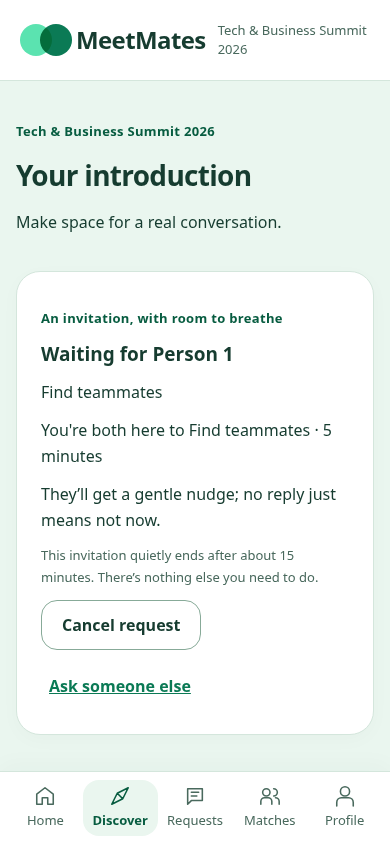 MeetMates
Tech & Business Summit
2026
Tech & Business Summit 2026
Your introduction
Make space for a real conversation.
An invitation, with room to breathe
Waiting for Person 1
Find teammates
You're both here to Find teammates · 5
minutes
They’ll get a gentle nudge; no reply just
means not now.
This invitation quietly ends after about 15
minutes. There’s nothing else you need to do.
Cancel request
Ask someone else
Home
Discover
Requests
Matches
Profile